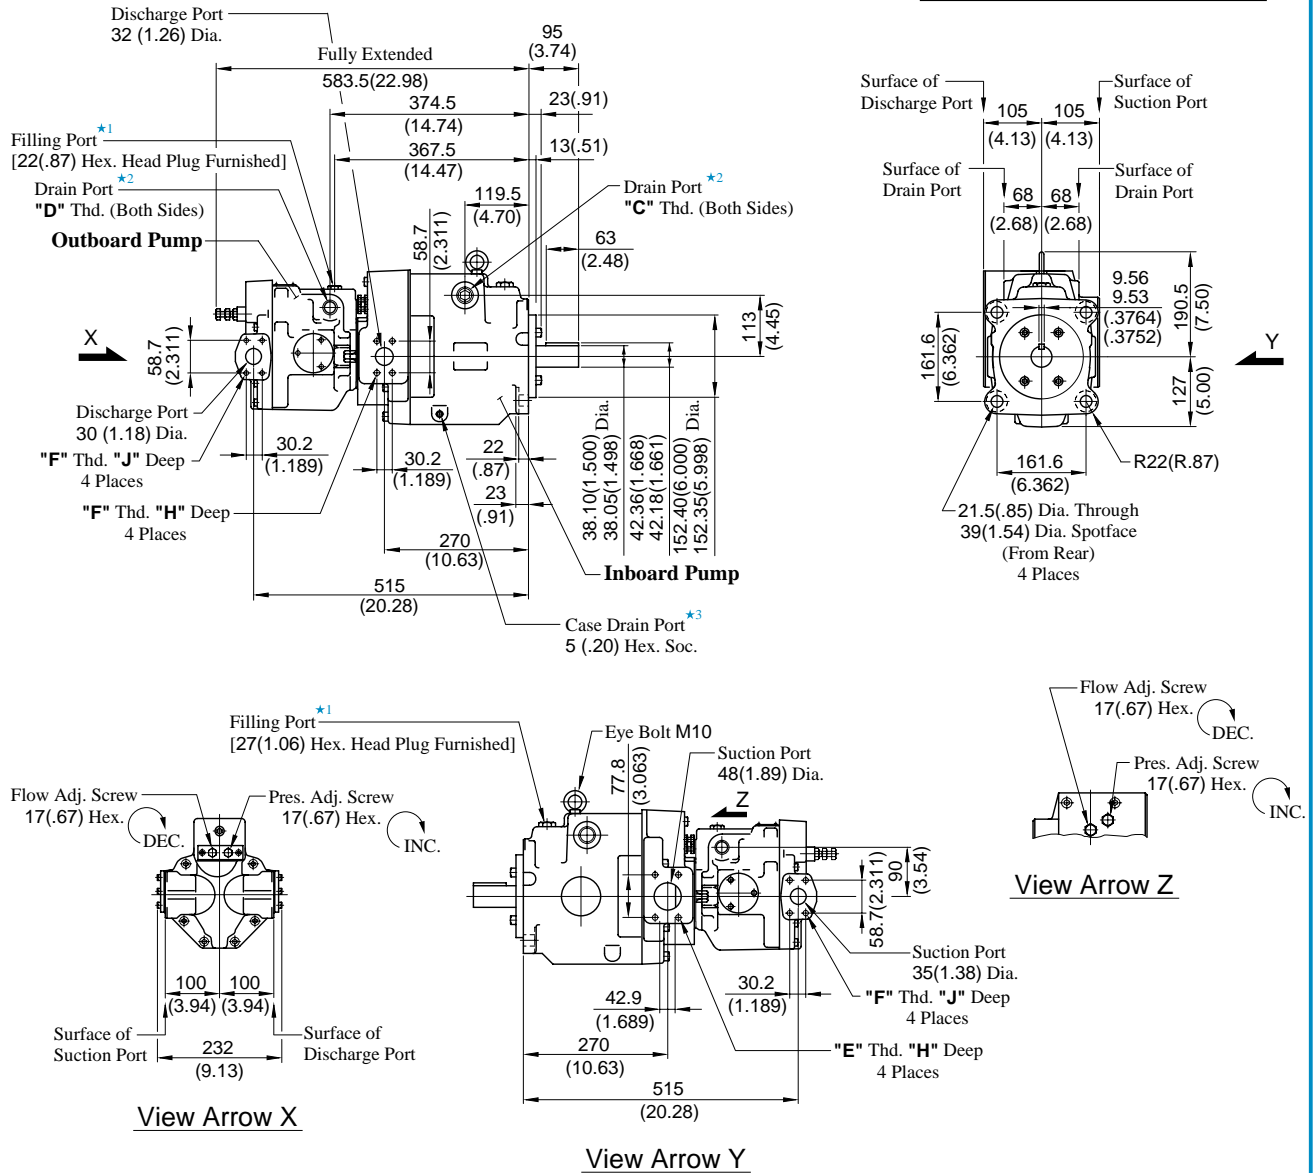 Discharge Port
32 (1.26) Dia.
Fully Extended
583.5(22.98)
95
(3.74)
374.5
(14.74)
23(.91)
Filling Port★1
[22(.87) Hex. Head Plug Furnished]
367.5
(14.47)
13(.51)
Drain Port★2
"D" Thd. (Both Sides)
119.5
(4.70)
Drain Port★2
"C" Thd. (Both Sides)
Outboard Pump
58.7
(2.311)
63
(2.48)
113
(4.45)
X
58.7
(2.311)
Discharge Port
30 (1.18) Dia.
"F" Thd. "J" Deep
4 Places
30.2
(1.189)
30.2
(1.189)
22
(.87)
"F" Thd. "H" Deep
4 Places
23
(.91)
38.10(1.500) Dia.
38.05(1.498)
42.36(1.668)
42.18(1.661)
152.40(6.000) Dia.
152.35(5.998)
270
(10.63)
Inboard Pump
515
(20.28)
Case Drain Port★3
5 (.20) Hex. Soc.
Surface of
Discharge Port
Surface of
Suction Port
105
(4.13)
105
(4.13)
Surface of
Drain Port
Surface of
Drain Port
68
(2.68)
68
(2.68)
9.56
9.53
(.3764)
(.3752)
190.5
(7.50)
Y
161.6
(6.362)
127
(5.00)
161.6
(6.362)
R22(R.87)
21.5(.85) Dia. Through
39(1.54) Dia. Spotface
(From Rear)
4 Places
Flow Adj. Screw
17(.67) Hex.
DEC.
Pres. Adj. Screw
17(.67) Hex.
INC.
View Arrow Z
Flow Adj. Screw
17(.67) Hex.
DEC.
Pres. Adj. Screw
17(.67) Hex.
INC.
100
(3.94)
100
(3.94)
Surface of
Suction Port
Surface of
Discharge Port
232
(9.13)
View Arrow X
Filling Port★1
[27(1.06) Hex. Head Plug Furnished]
Eye Bolt M10
Suction Port
48(1.89) Dia.
77.8
(3.063)
Z
90
(3.54)
58.7(2.311)
Suction Port
35(1.38) Dia.
42.9
(1.689)
30.2
(1.189)
"F" Thd. "J" Deep
4 Places
270
(10.63)
"E" Thd. "H" Deep
4 Places
515
(20.28)
View Arrow Y